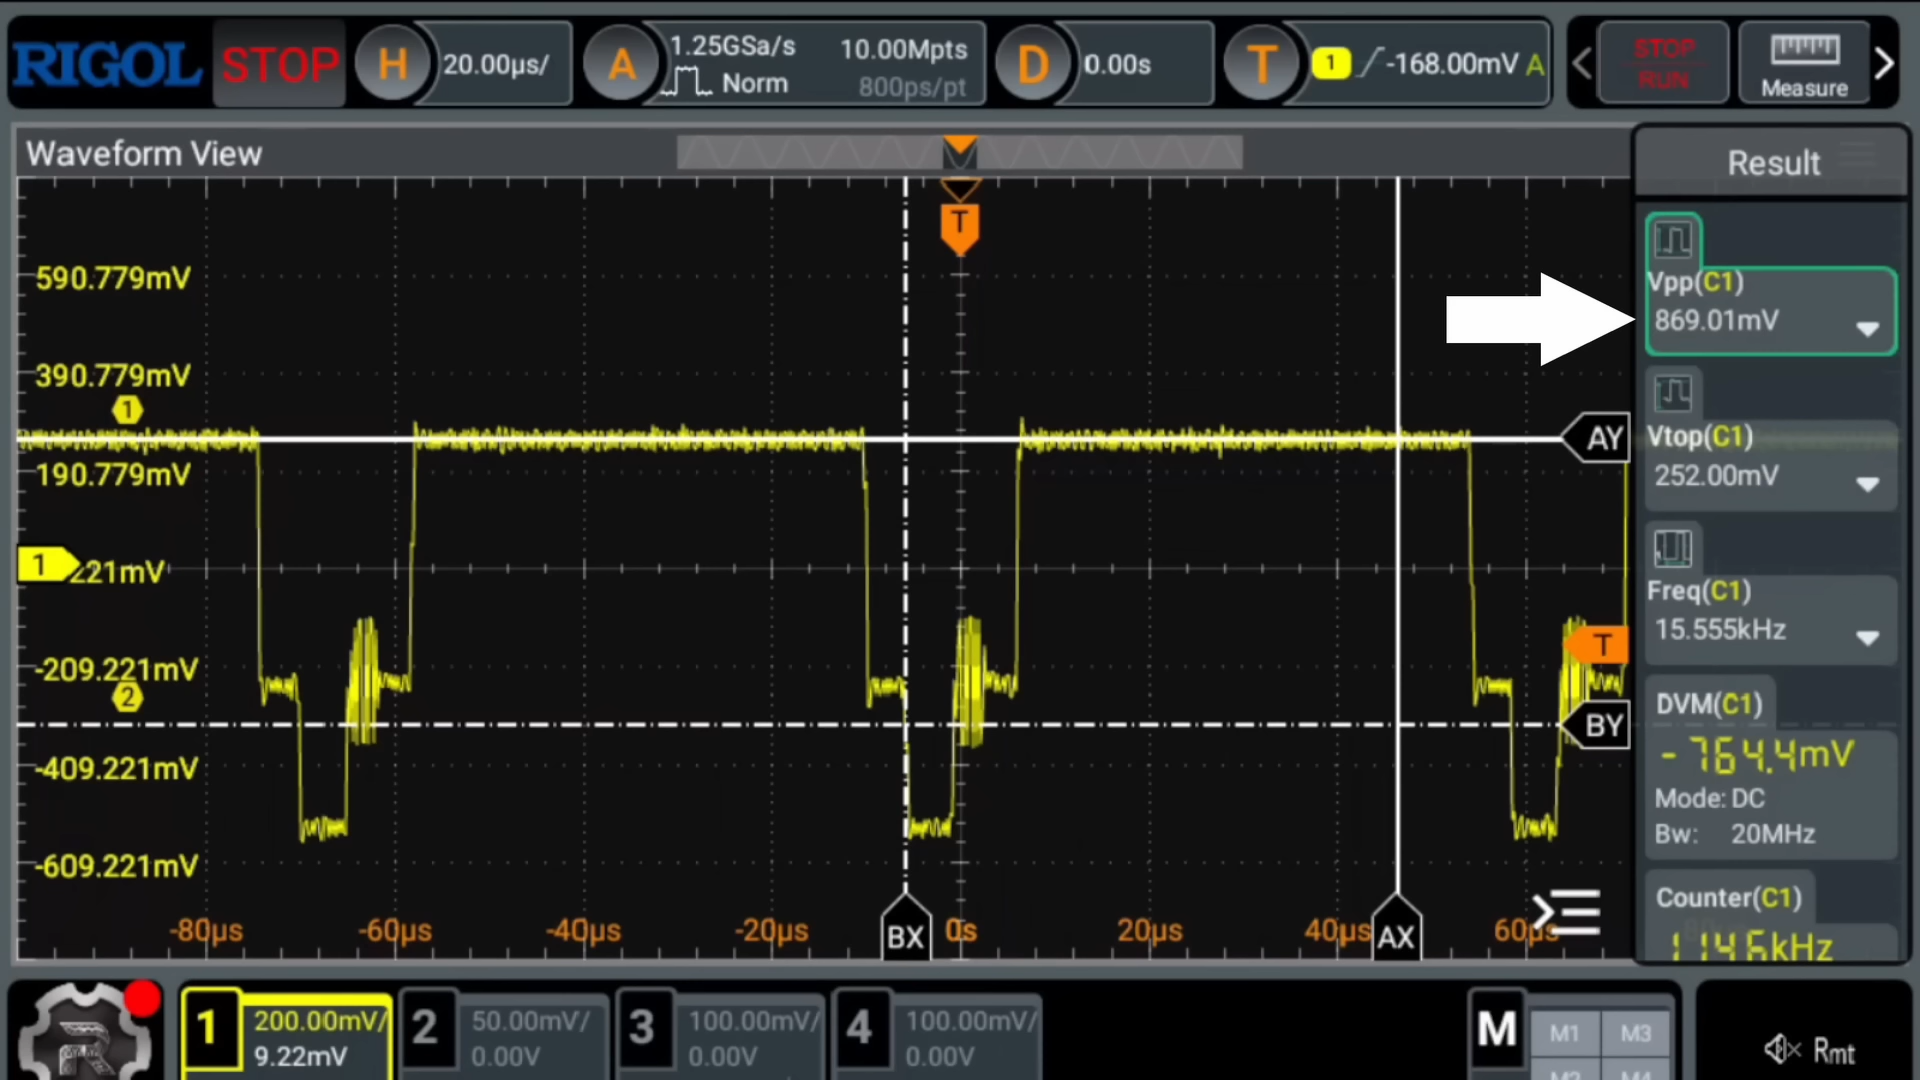 RIGOL STOP H 20.00µs/ A 1.25GSa/s 10.00Mpts D 0.00s T 1 -168.00mV A STOP
Norm 800ps/pt RUN Measure
Waveform View Result
T
590.779mV Vpp(C1)
869.01mV
390.779mV
1
AY Vtop(C1)
190.779mV 252.00mV
1 221mV
Freq(C1)
15.555kHz
T
-209.221mV
2
BY DVM(C1)
-764.4mV
-409.221mV
Mode: DC
Bw: 20MHz
-609.221mV
Counter(C1)
-80µs -60µs -40µs -20µs BX 0s 20µs 40µs AX 60µs
kHz
1 200.00mV/ 2 50.00mV/ 3 100.00mV/ 4 100.00mV/ M M1 M3
9.22mV 0.00V 0.00V 0.00V Rmt
R